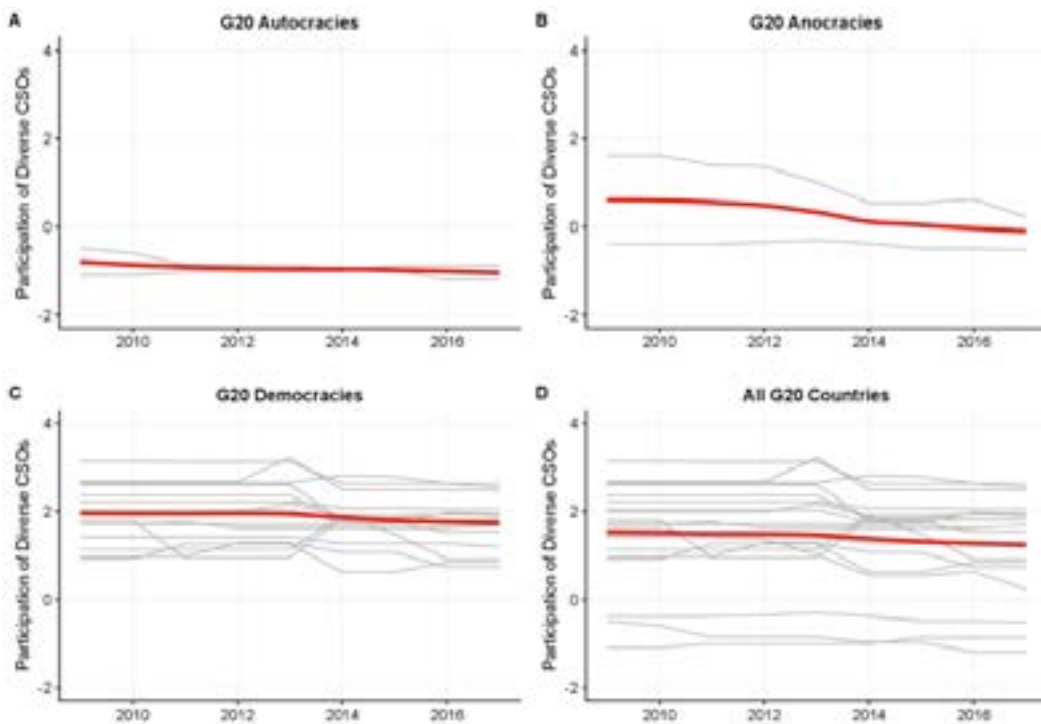 A
G20 Autocracies
Participation of Diverse CSOs
4
2
0
-2
2010 2012 2014 2016
B
G20 Anocracies
Participation of Diverse CSOs
4
2
0
-2
2010 2012 2014 2016
C
G20 Democracies
Participation of Diverse CSOs
4
2
0
-2
2010 2012 2014 2016
D
All G20 Countries
Participation of Diverse CSOs
4
2
0
-2
2010 2012 2014 2016